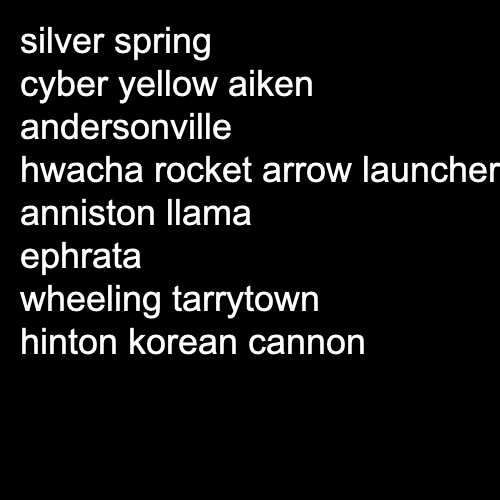 silver spring
cyber yellow aiken
andersonville
hwacha rocket arrow launcher
anniston llama
ephrata
wheeling tarrytown
hinton korean cannon